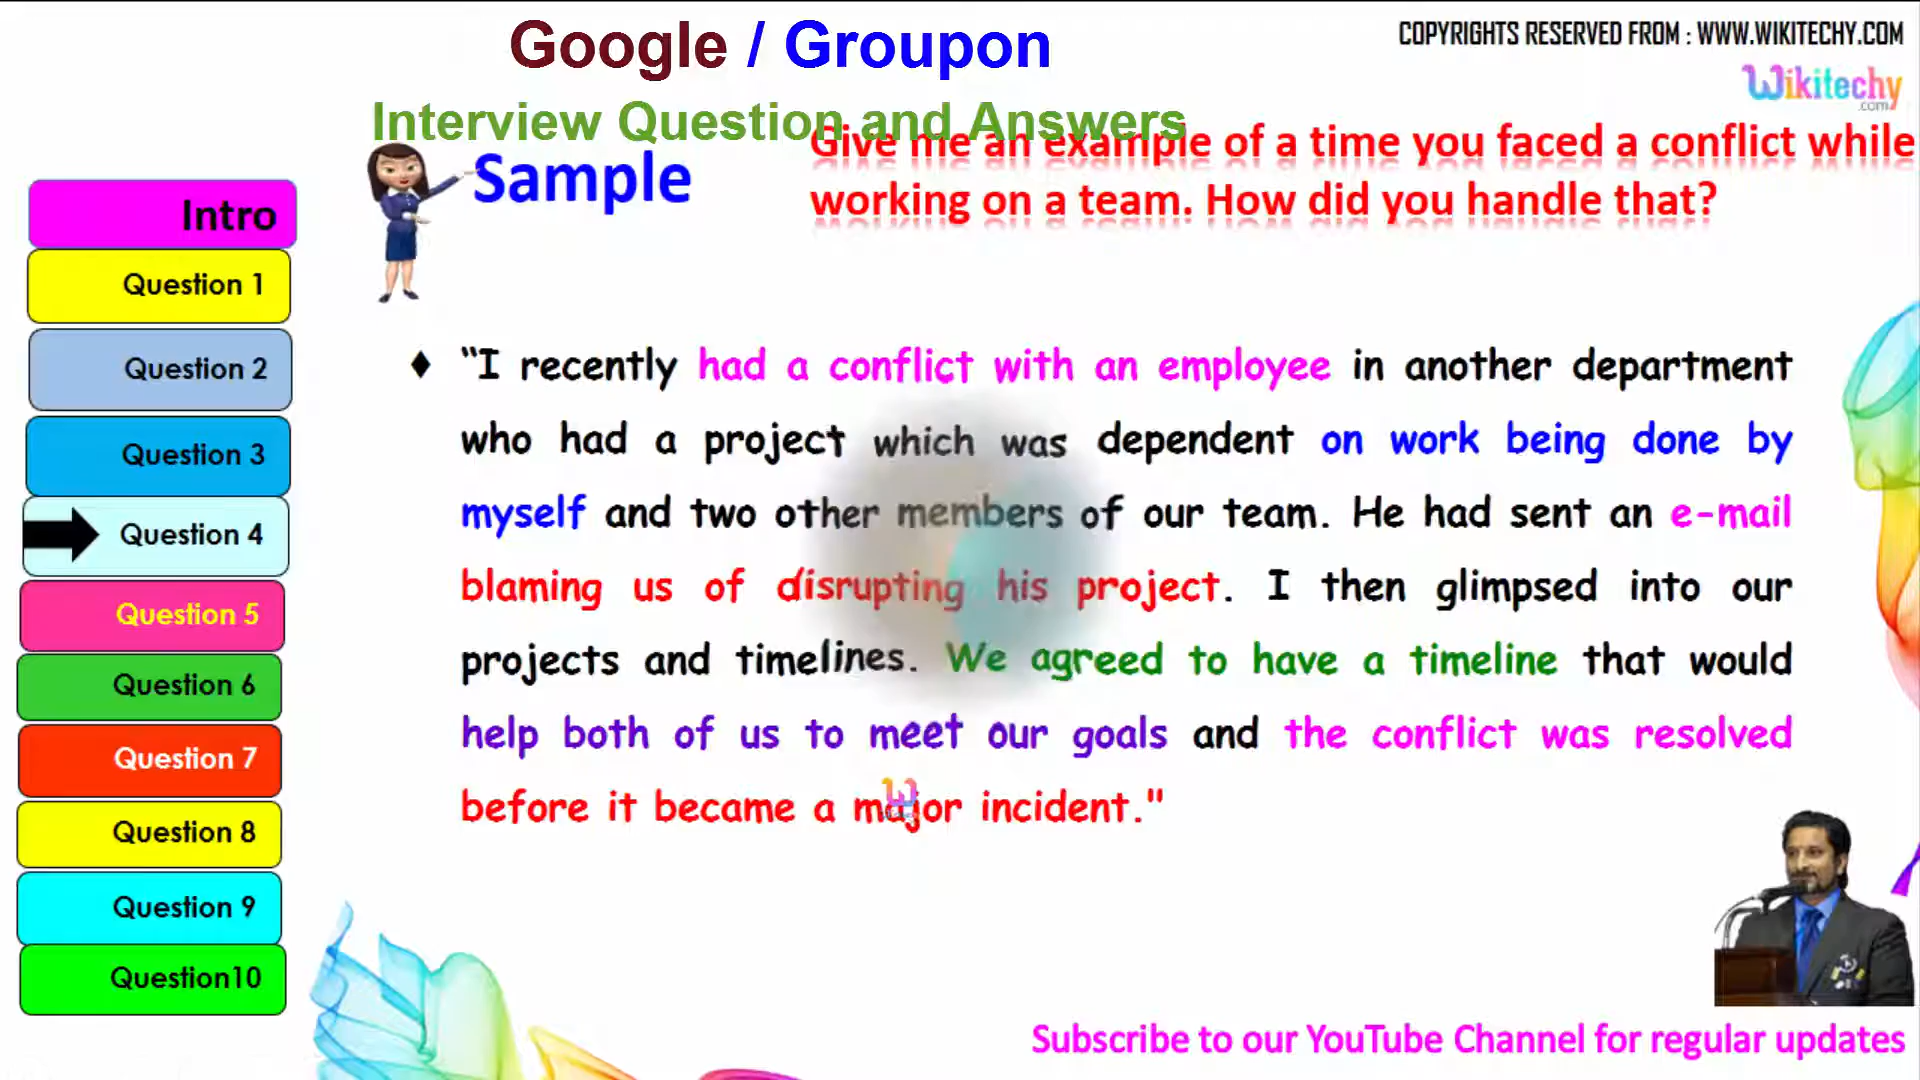 Google / Groupon
COPYRIGHTS RESERVED FROM : WWW.WIKITECHY.COM
Wikitechy
.com
Interview Question and Answers
Give me an example of a time you faced a conflict while
working on a team. How did you handle that?
Sample
Intro
Question 1
Question 2
Question 3
Question 4
Question 5
Question 6
Question 7
Question 8
Question 9
Question10
♦ “I recently had a conflict with an employee in another department
who had a project which was dependent on work being done by
myself and two other members of our team. He had sent an e-mail
blaming us of disrupting his project. I then glimpsed into our
projects and timelines. We agreed to have a timeline that would
help both of us to meet our goals and the conflict was resolved
before it became a major incident."
Subscribe to our YouTube Channel for regular updates